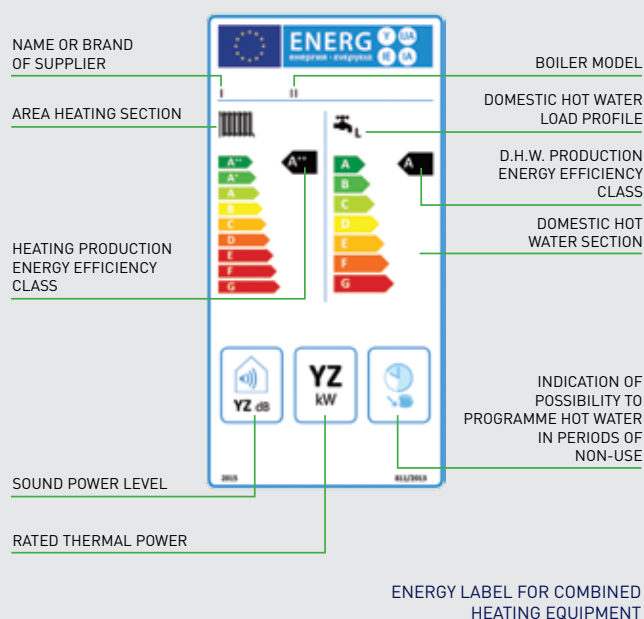 ENERG Y IJA
енергия · ενεργεια IE IA
NAME OR BRAND
OF SUPPLIER
I II
BOILER MODEL
AREA HEATING SECTION
DOMESTIC HOT WATER
LOAD PROFILE
L
A++ A++ A A
A+ B
A C
B D
C E
D F
E G
F
G
D.H.W. PRODUCTION
ENERGY EFFICIENCY
CLASS
DOMESTIC HOT
WATER SECTION
HEATING PRODUCTION
ENERGY EFFICIENCY
CLASS
YZ dB
YZ
kW
INDICATION OF
POSSIBILITY TO
PROGRAMME HOT WATER
IN PERIODS OF
NON-USE
SOUND POWER LEVEL
2015 811/2013
RATED THERMAL POWER
ENERGY LABEL FOR COMBINED
HEATING EQUIPMENT